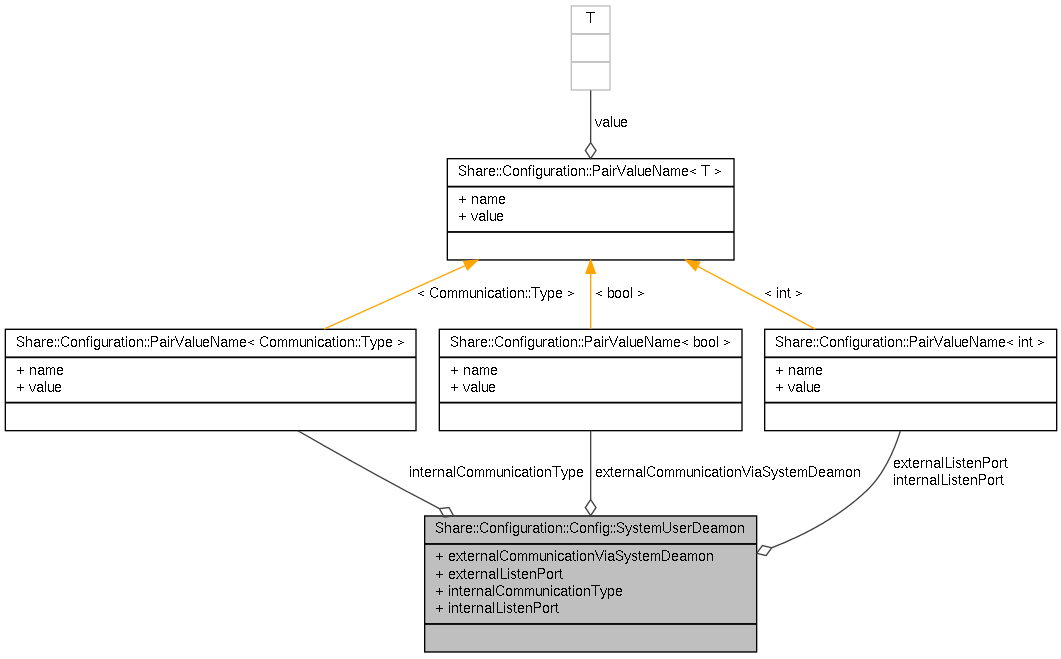 T
value
Share::Configuration::PairValueName< T >
+ name
+ value
< Communication::Type >
< bool >
< int >
Share::Configuration::PairValueName< Communication::Type >
+ name
+ value
Share::Configuration::PairValueName< bool >
+ name
+ value
Share::Configuration::PairValueName< int >
+ name
+ value
internalCommunicationType
externalCommunicationViaSystemDeamon
externalListenPort
internalListenPort
Share::Configuration::Config::SystemUserDeamon
+ externalCommunicationViaSystemDeamon
+ externalListenPort
+ internalCommunicationType
+ internalListenPort